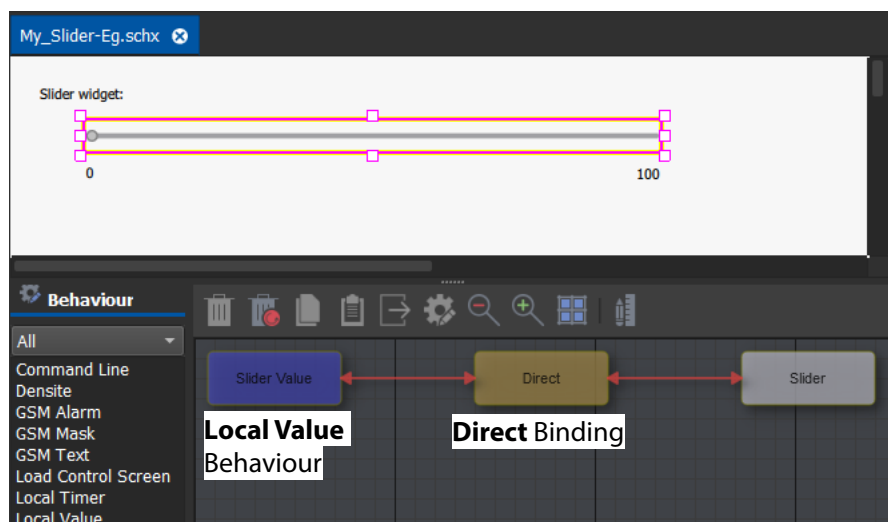 My_Slider-Eg.schx
Slider widget:
0
100
Behaviour
All
Command Line
Densite
GSM Alarm
GSM Mask
GSM Text
Load Control Screen
Local Timer
Local Value
Slider Value
Direct
Slider
Local Value
Behaviour
Direct Binding